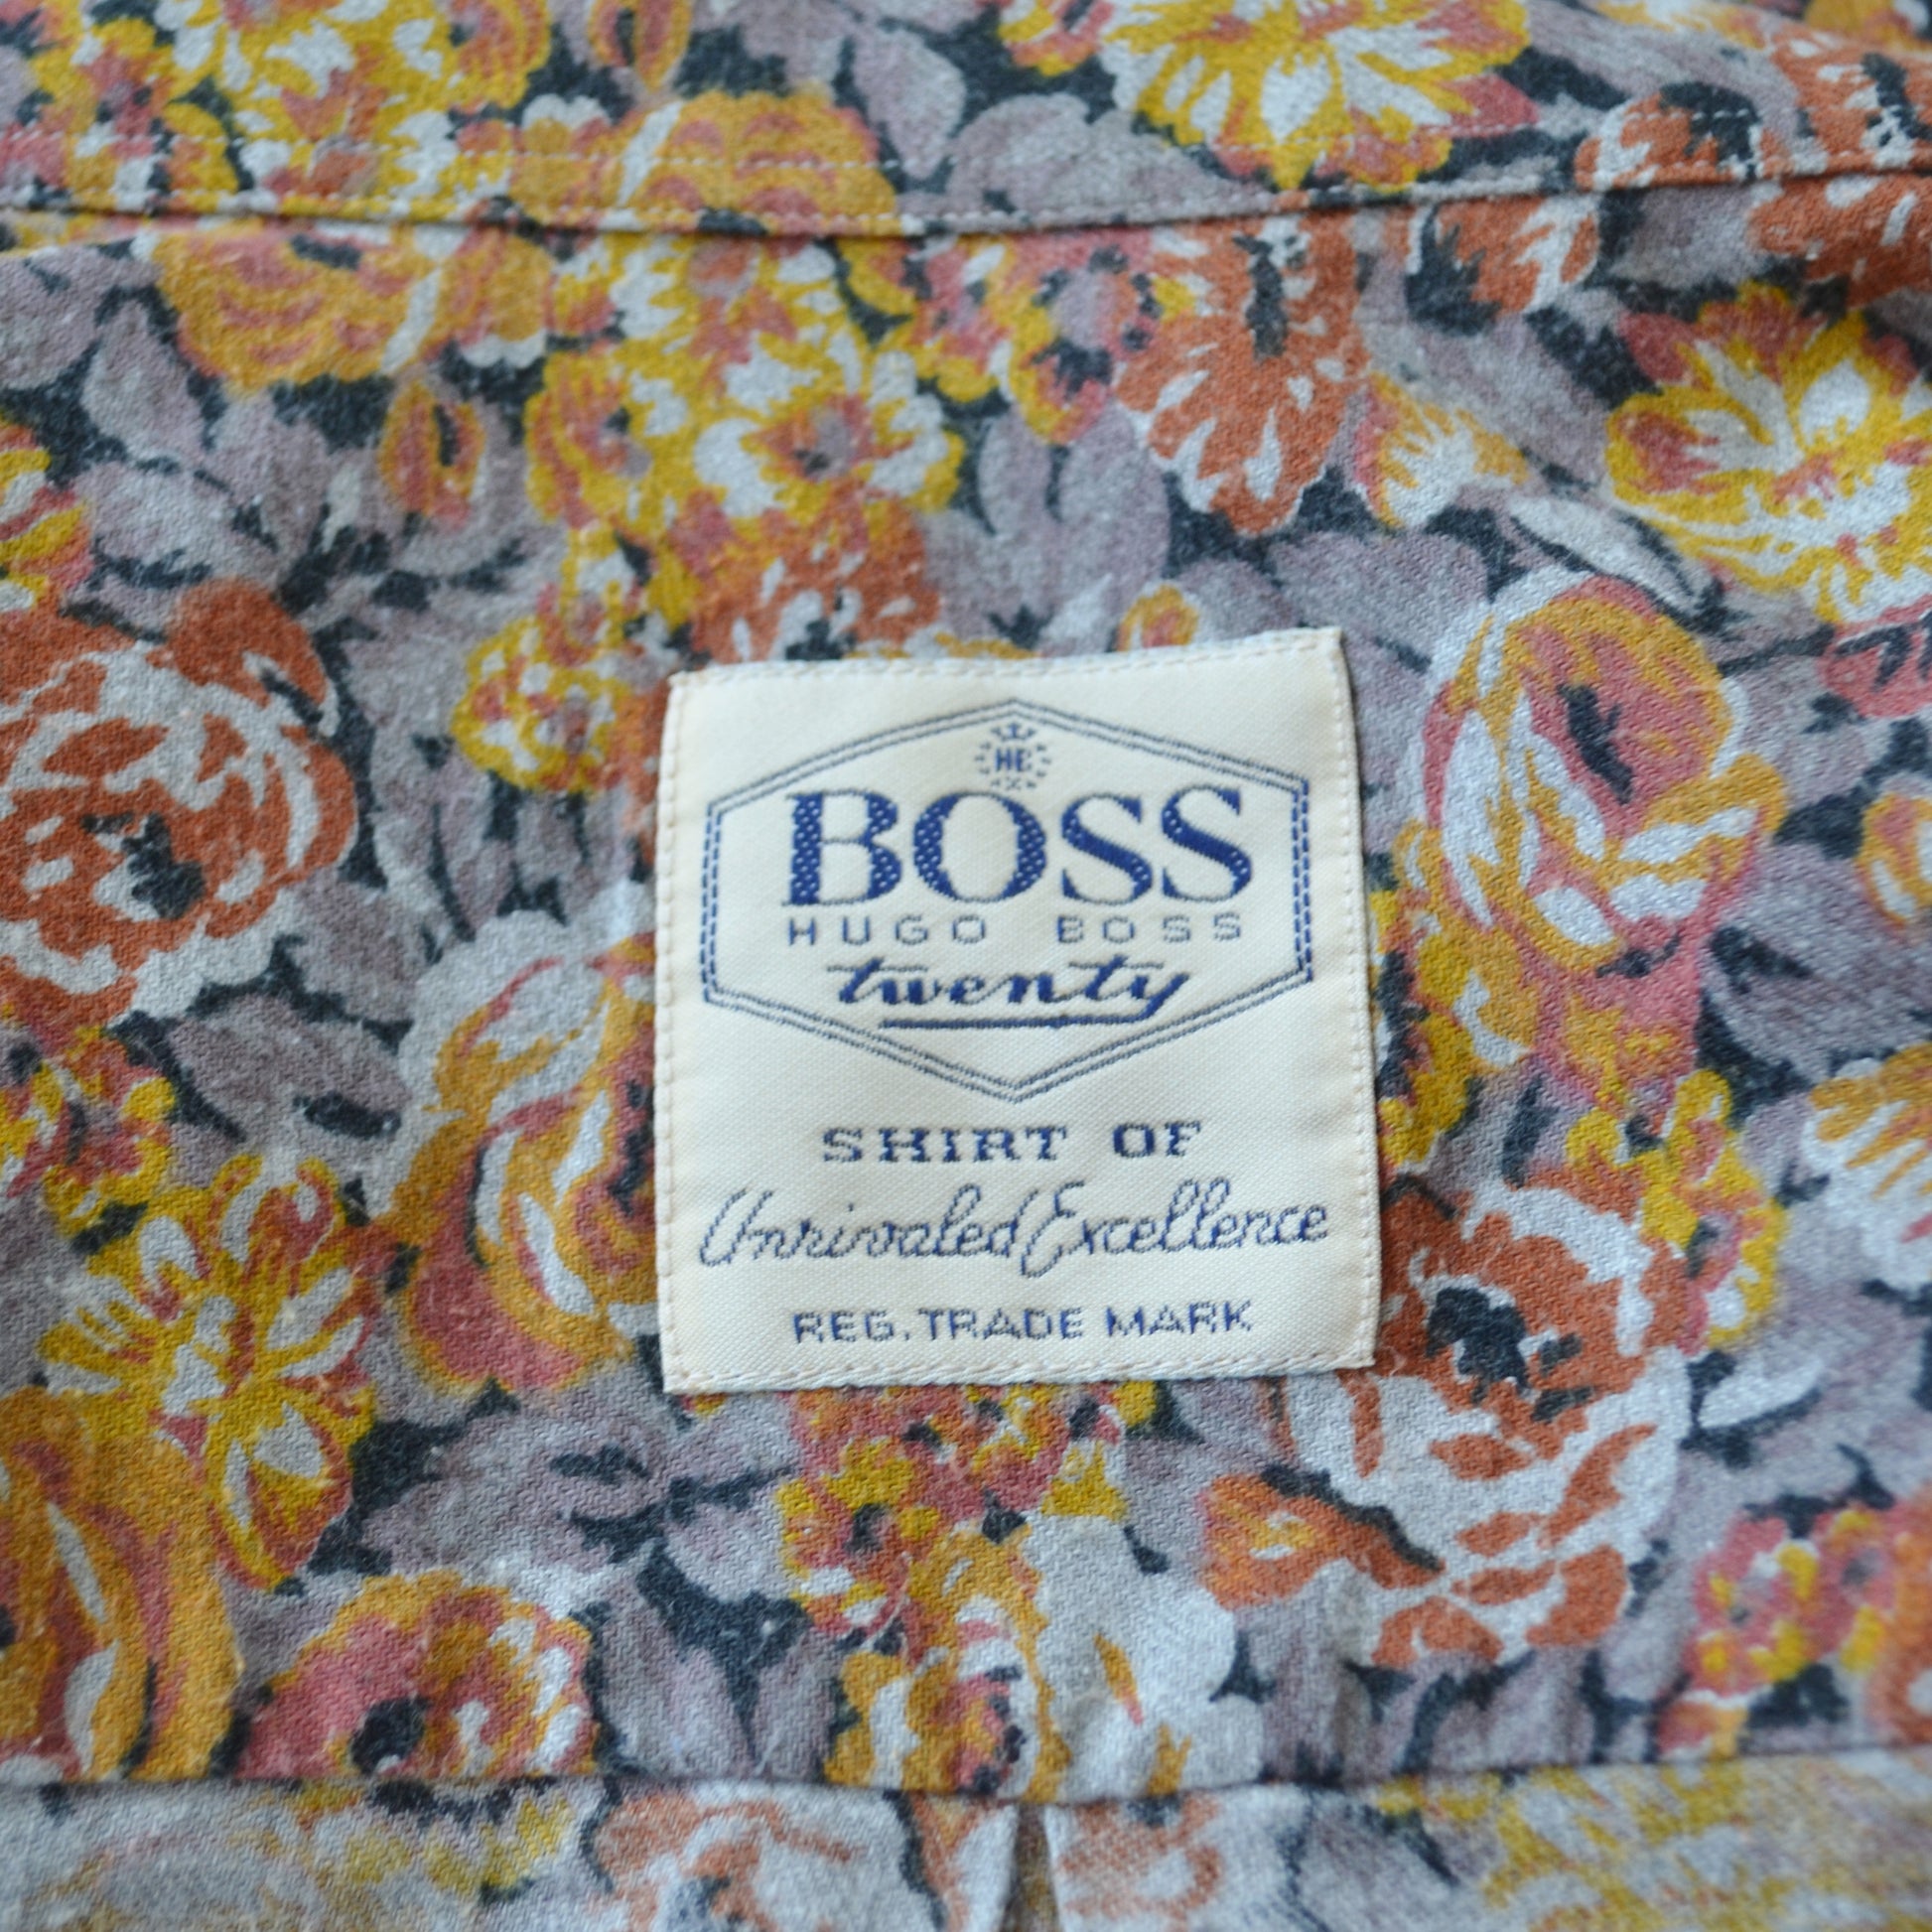 HB
BOSS
HUGO BOSS
twenty
SHIRT OF
Unrivaled Excellence
REG. TRADE MARK